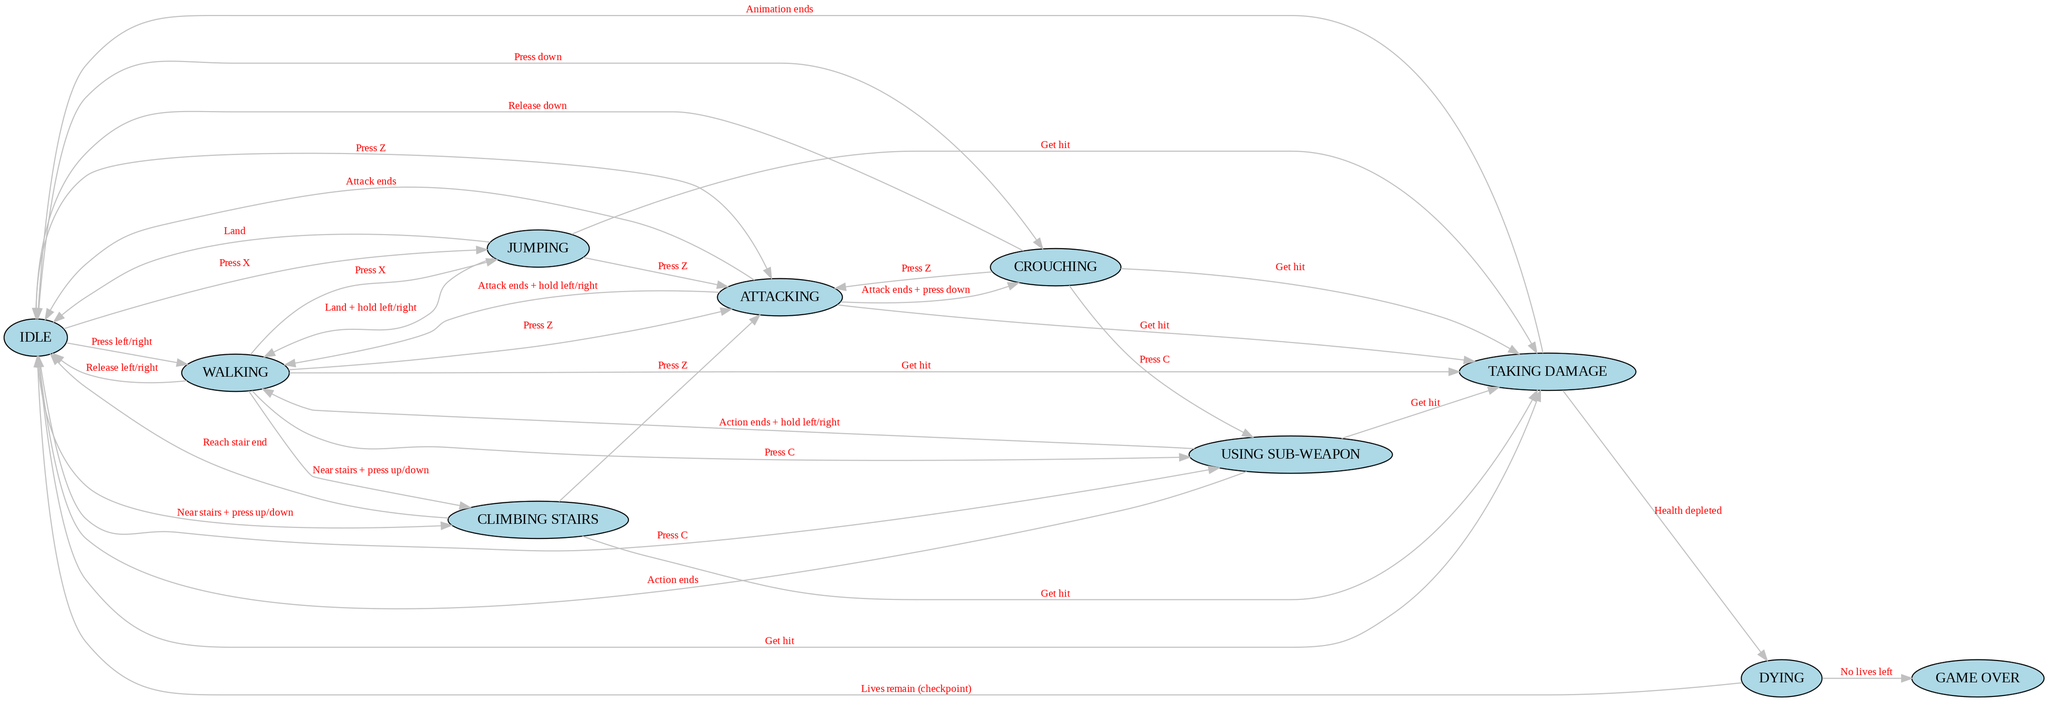 Animation ends
Press down
Release down
Press Z
Get hit
Attack ends
Land
JUMPING
Press X
Press X
Press Z
CROUCHING
Get hit
Press Z
Attack ends + hold left/right
ATTACKING
Attack ends + press down
Land + hold left/right
Press Z
Get hit
IDLE
Press left/right
Release left/right
WALKING
Press Z
Get hit
Press C
TAKING DAMAGE
Get hit
Action ends + hold left/right
Reach stair end
Press C
USING SUB-WEAPON
Near stairs + press up/down
Near stairs + press up/down
CLIMBING STAIRS
Health depleted
Press C
Action ends
Get hit
Get hit
Lives remain (checkpoint)
DYING
No lives left
GAME OVER